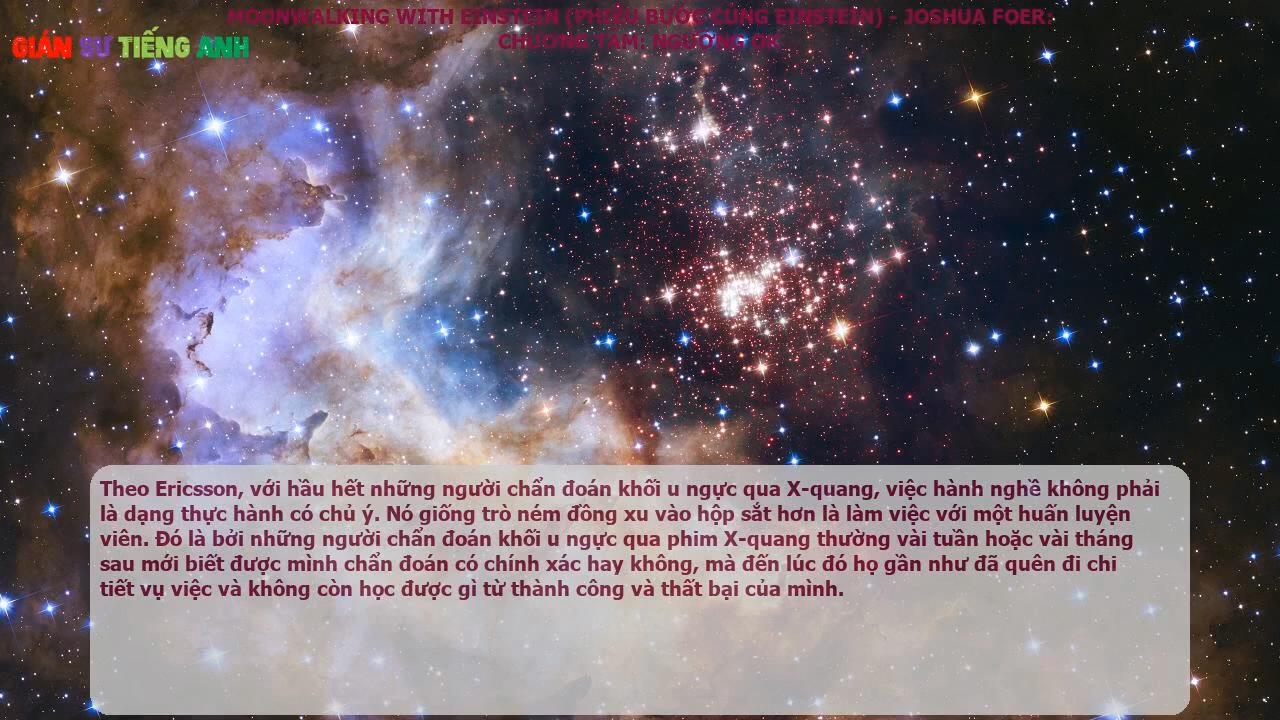 MOONWALKING WITH EINSTEIN (PHIÊU BƯỚC CÙNG EINSTEIN) - JOSHUA FOER:
CHƯƠNG TÁM: NGƯỠNG OK
GIÁN SƯ TIẾNG ANH
Theo Ericsson, với hầu hết những người chẩn đoán khối u ngực qua X-quang, việc hành nghề không phải
là dạng thực hành có chủ ý. Nó giống trò ném đồng xu vào hộp sắt hơn là làm việc với một huấn luyện
viên. Đó là bởi những người chẩn đoán khối u ngực qua phim X-quang thường vài tuần hoặc vài tháng
sau mới biết được mình chẩn đoán có chính xác hay không, mà đến lúc đó họ gần như đã quên đi chi
tiết vụ việc và không còn học được gì từ thành công và thất bại của mình.